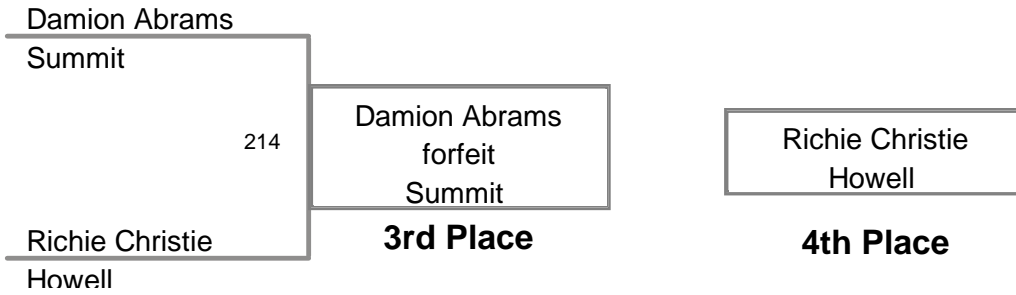 Damion Abrams
Summit
214
Richie Christie
Howell
Damion Abrams
forfeit
Summit
3rd Place
Richie Christie
Howell
4th Place